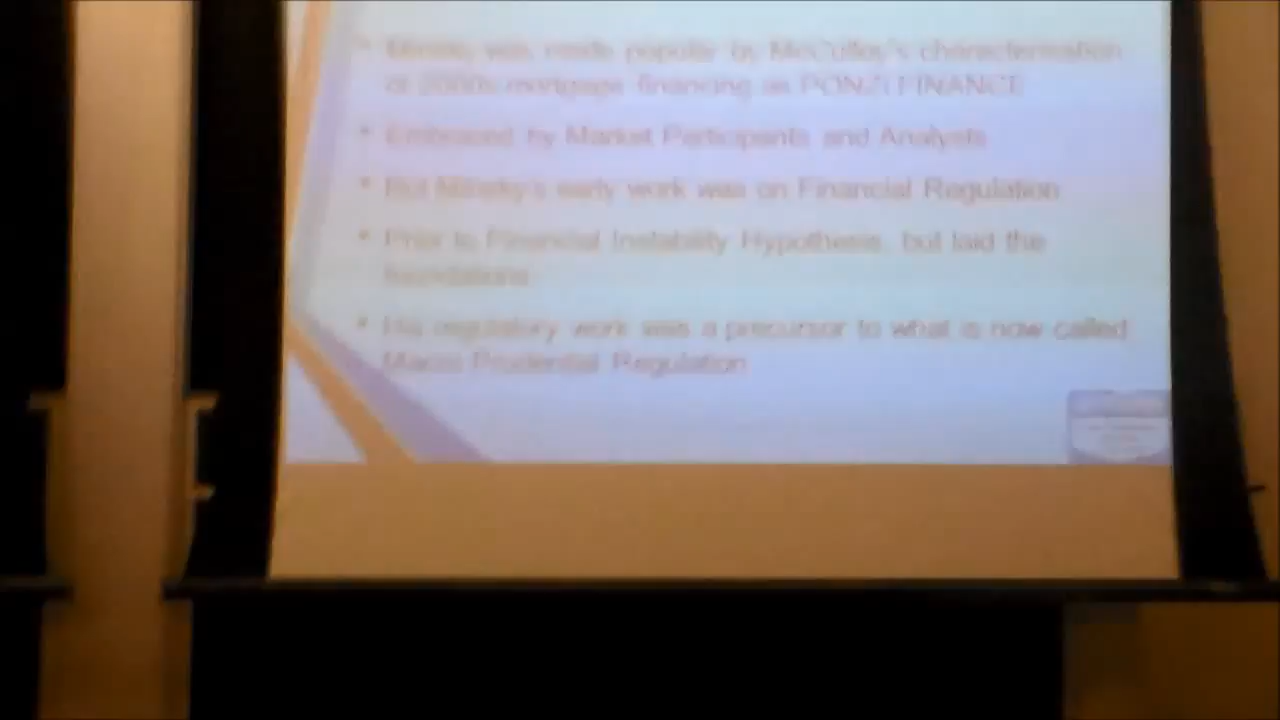 • Minsky was made popular by McCulley's characterisation
of 2000s mortgage financing as PONZI FINANCE
• Embraced by Market Participants and Analysts
• But Minsky's early work was on Financial Regulation
• Prior to Financial Instability Hypothesis, but laid the
foundations
• His regulatory work was a precursor to what is now called
Macro Prudential Regulation